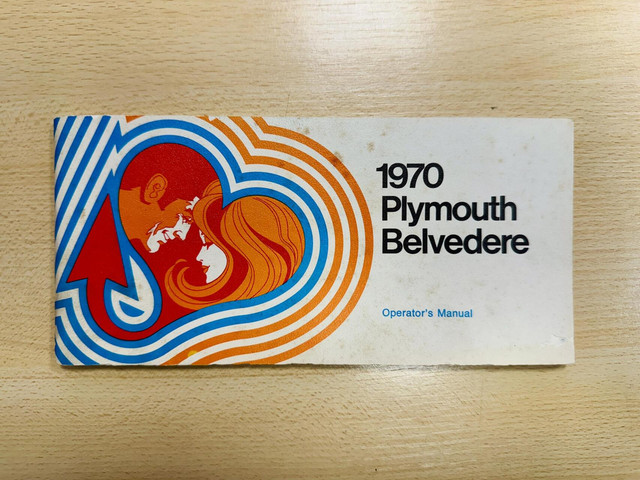 1970
Plymouth
Belvedere
Operator's Manual